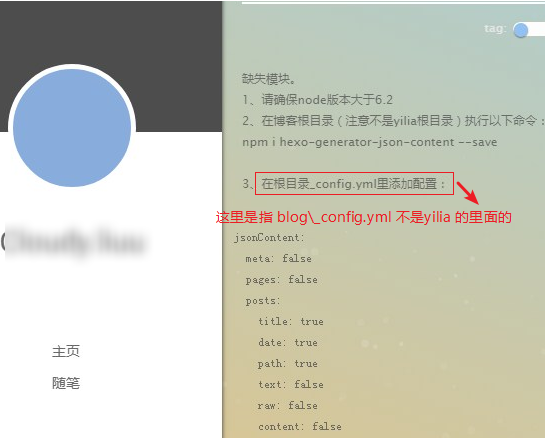 tag:
缺失模块。
1、请确保node版本大于6.2
2、在博客根目录（注意不是yilia根目录）执行以下命令：
npm i hexo-generator-json-content --save
3、在根目录_config.yml里添加配置：
这里是指 blog\_config.yml 不是yilia 的里面的
jsonContent:
meta: false
pages: false
posts:
title: true
date: true
path: true
text: false
raw: false
content: false
主页
随笔